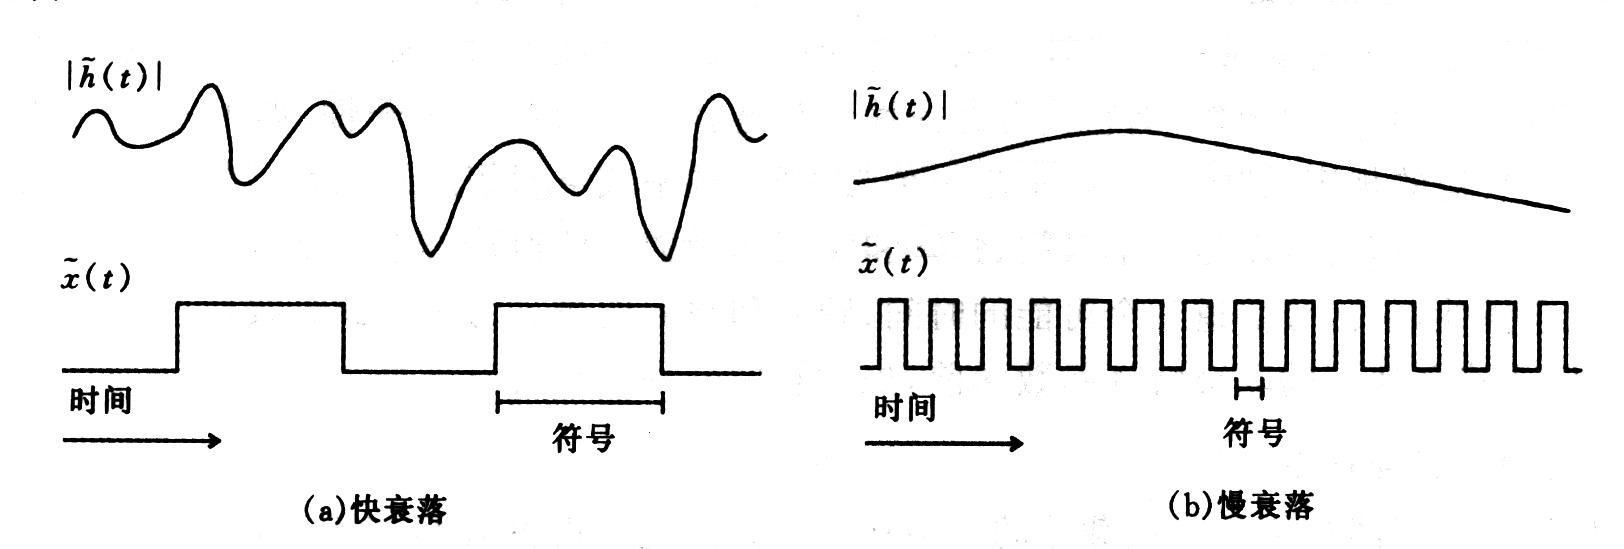 |h̃(t)|
x̃(t)
时间
符号
(a)快衰落
|h̃(t)|
x̃(t)
时间
符号
(b)慢衰落